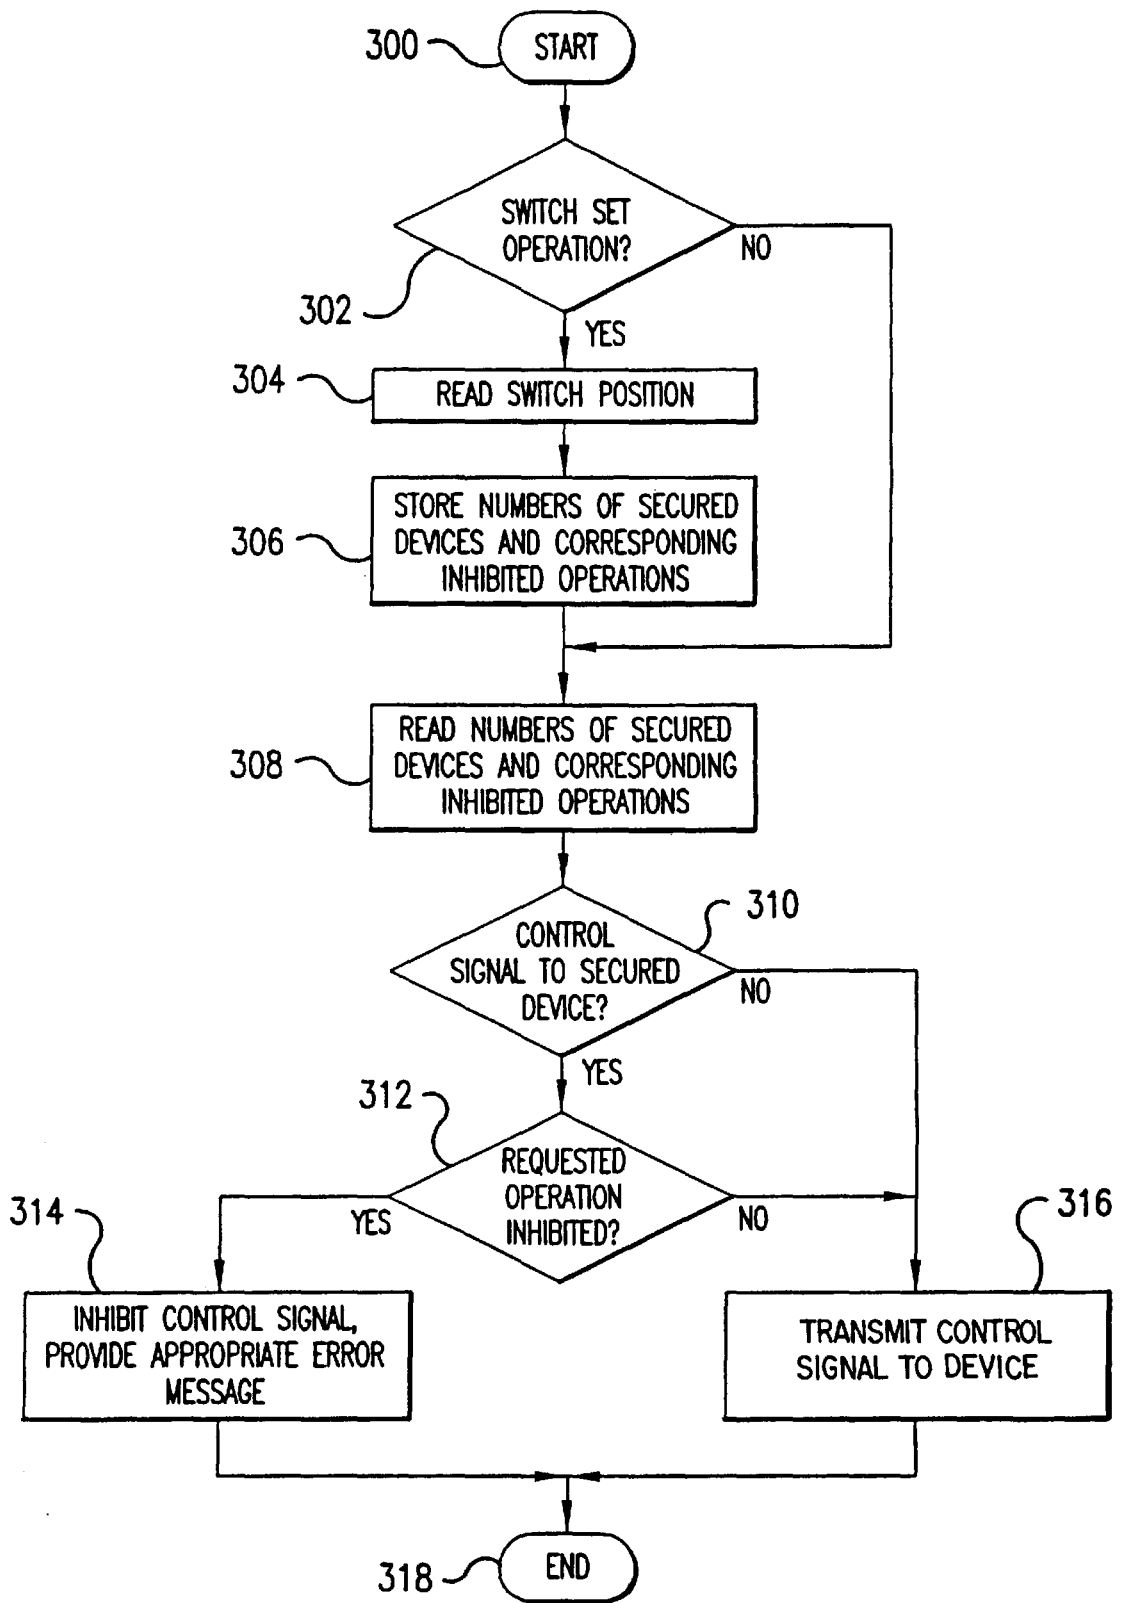 300
START
SWITCH SET
OPERATION?
NO
302
YES
304
READ SWITCH POSITION
STORE NUMBERS OF SECURED
DEVICES AND CORRESPONDING
INHIBITED OPERATIONS
306
READ NUMBERS OF SECURED
DEVICES AND CORRESPONDING
INHIBITED OPERATIONS
308
310
CONTROL
SIGNAL TO SECURED
DEVICE?
NO
YES
312
REQUESTED
OPERATION
INHIBITED?
YES
NO
314
316
INHIBIT CONTROL SIGNAL,
PROVIDE APPROPRIATE ERROR
MESSAGE
TRANSMIT CONTROL
SIGNAL TO DEVICE
END
318